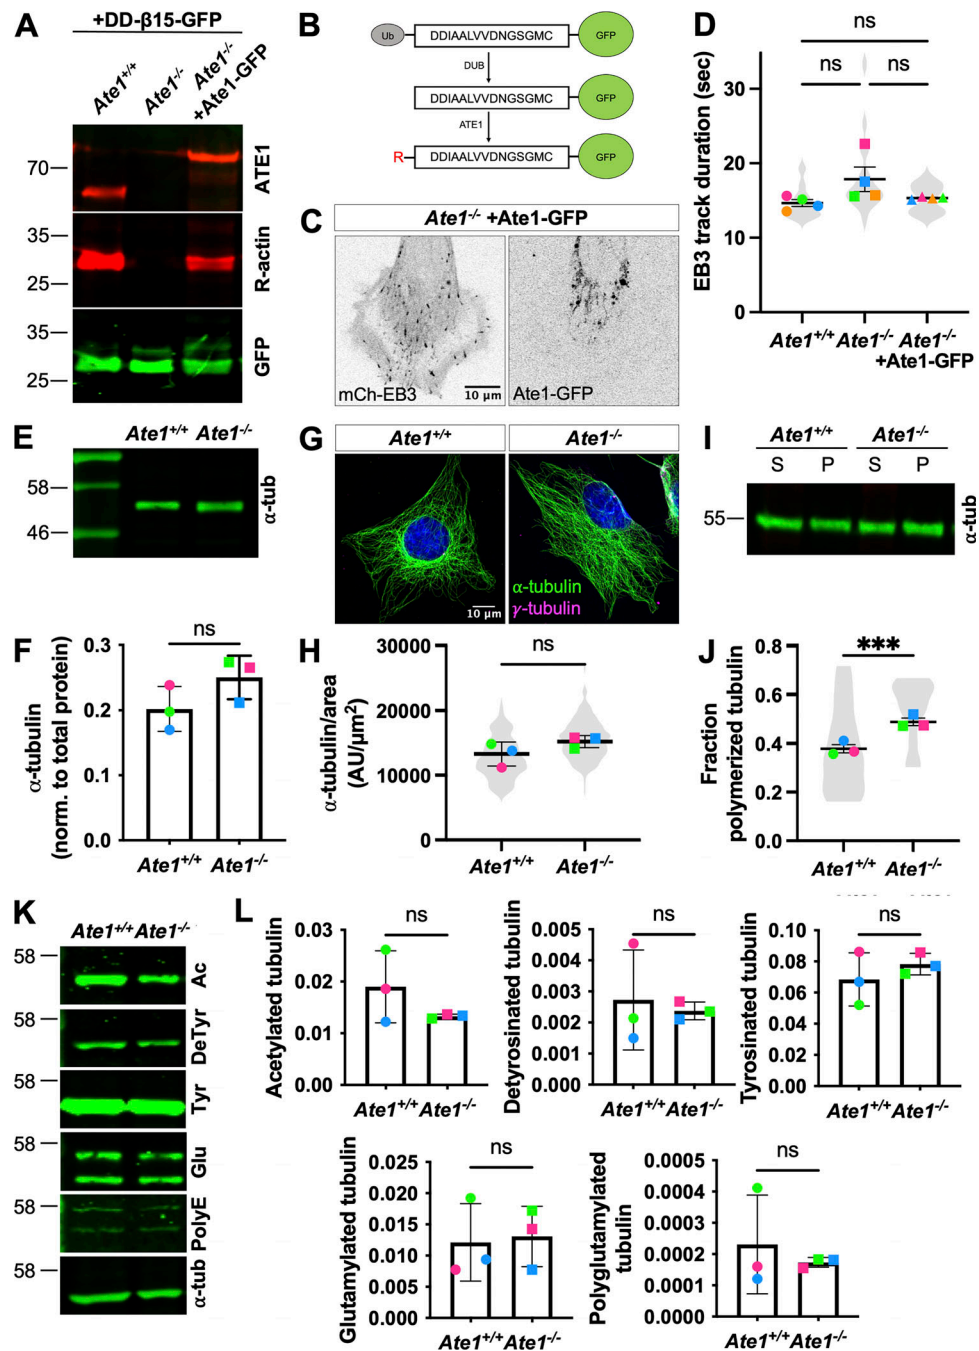 A
+DD-β15-GFP
Ate1+/+
Ate1-/-
Ate1-/-
+Ate1-GFP
70
ATE1
35
25
R-actin
35
25
GFP
B
Ub
DDIAALVVDNGSGMC
GFP
DUB
DDIAALVVDNGSGMC
GFP
ATE1
R
DDIAALVVDNGSGMC
GFP
C
Ate1-/- +Ate1-GFP
mCh-EB3
10 μm
Ate1-GFP
D
EB3 track duration (sec)
ns
ns
ns
30
20
10
0
Ate1+/+
Ate1-/-
Ate1-/-
+Ate1-GFP
E
Ate1+/+ Ate1-/-
58
46
α-tub
F
α-tubulin
(norm. to total protein)
ns
0.3
0.2
0.1
0.0
Ate1+/+
Ate1-/-
G
Ate1+/+
Ate1-/-
10 μm
α-tubulin
γ-tubulin
H
α-tubulin/area
(AU/μm²)
ns
30000
20000
10000
0
Ate1+/+
Ate1-/-
I
Ate1+/+
Ate1-/-
S P S P
55
α-tub
J
Fraction
polymerized tubulin
***
0.8
0.6
0.4
0.2
0.0
Ate1+/+
Ate1-/-
K
Ate1+/+ Ate1-/-
58
Ac
58
DeTyr
58
Tyr
58
Glu
58
PolyE
58
α-tub
L
Acetylated tubulin
ns
0.03
0.02
0.01
0.00
Ate1+/+ Ate1-/-
Detyrosinated tubulin
ns
0.005
0.004
0.003
0.002
0.001
0.000
Ate1+/+ Ate1-/-
Tyrosinated tubulin
ns
0.10
0.08
0.06
0.04
0.02
0.00
Ate1+/+ Ate1-/-
Glutamylated tubulin
ns
0.025
0.020
0.015
0.010
0.005
0.000
Ate1+/+ Ate1-/-
Polyglutamylated
tubulin
ns
0.0005
0.0004
0.0003
0.0002
0.0001
0.0000
Ate1+/+ Ate1-/-